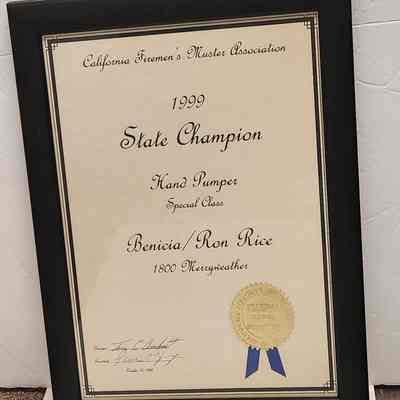 California Firemen's Muster Association
1999
State Champion
Hand Pumper
Special Class
Benicia/Ron Rice
1800 Merryweather